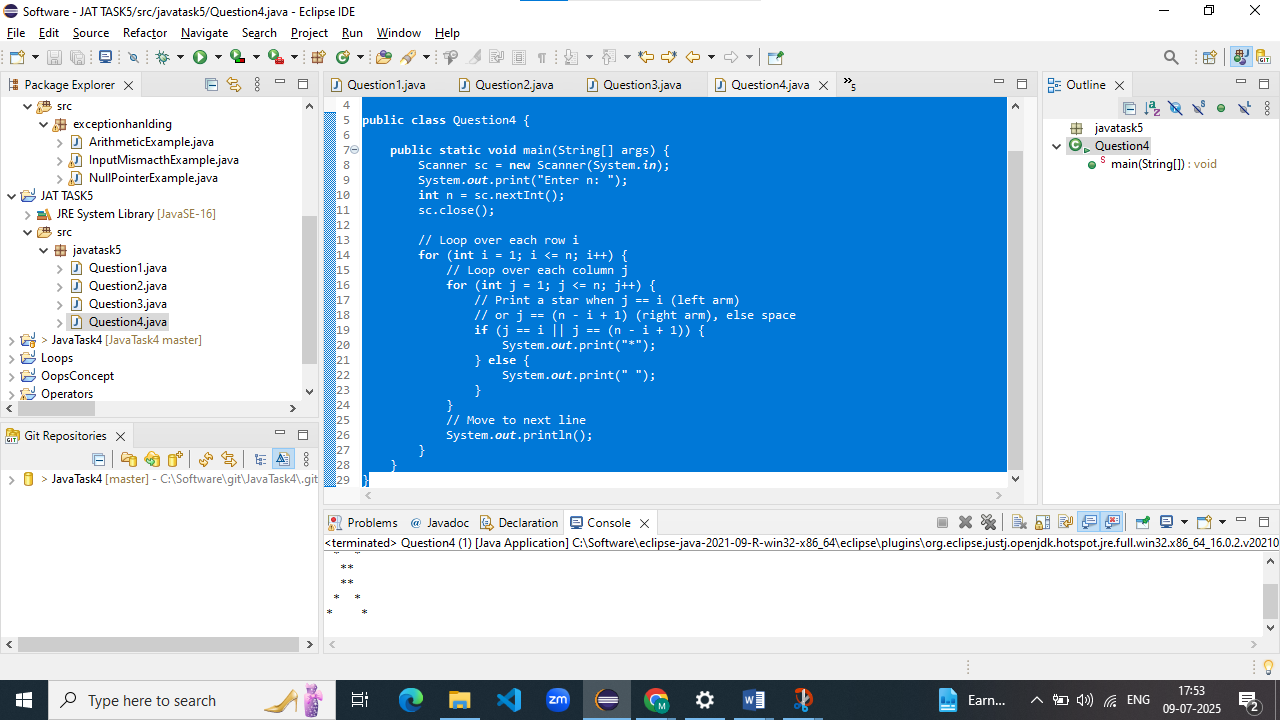 Software - JAT TASK5/src/javatask5/Question4.java - Eclipse IDE
File Edit Source Refactor Navigate Search Project Run Window Help
Package Explorer
src
exceptionhanlding
ArithmeticExample.java
InputMismacthExample.java
NullPointerExample.java
JAT TASK5
JRE System Library [JavaSE-16]
src
javatask5
Question1.java
Question2.java
Question3.java
Question4.java
> JavaTask4 [JavaTask4 master]
Loops
OopsConcept
Operators
Git Repositories
> JavaTask4 [master] - C:\Software\git\JavaTask4\.git
Question1.java Question2.java Question3.java Question4.java »5
4
5 public class Question4 {
6
7 public static void main(String[] args) {
8 Scanner sc = new Scanner(System.in);
9 System.out.print("Enter n: ");
10 int n = sc.nextInt();
11 sc.close();
12
13 // Loop over each row i
14 for (int i = 1; i <= n; i++) {
15 // Loop over each column j
16 for (int j = 1; j <= n; j++) {
17 // Print a star when j == i (left arm)
18 // or j == (n - i + 1) (right arm), else space
19 if (j == i || j == (n - i + 1)) {
20 System.out.print("*");
21 } else {
22 System.out.print(" ");
23 }
24 }
25 // Move to next line
26 System.out.println();
27 }
28 }
29 }
Outline
javatask5
Question4
main(String[]) : void
Problems Javadoc Declaration Console
<terminated> Question4 (1) [Java Application] C:\Software\eclipse-java-2021-09-R-win32-x86_64\eclipse\plugins\org.eclipse.justj.openjdk.hotspot.jre.full.win32.x86_64_16.0.2.v20210
 *  *
  **
  **
 *  *
*    *
Type here to search
Earn...
ENG
17:53
09-07-2025
2